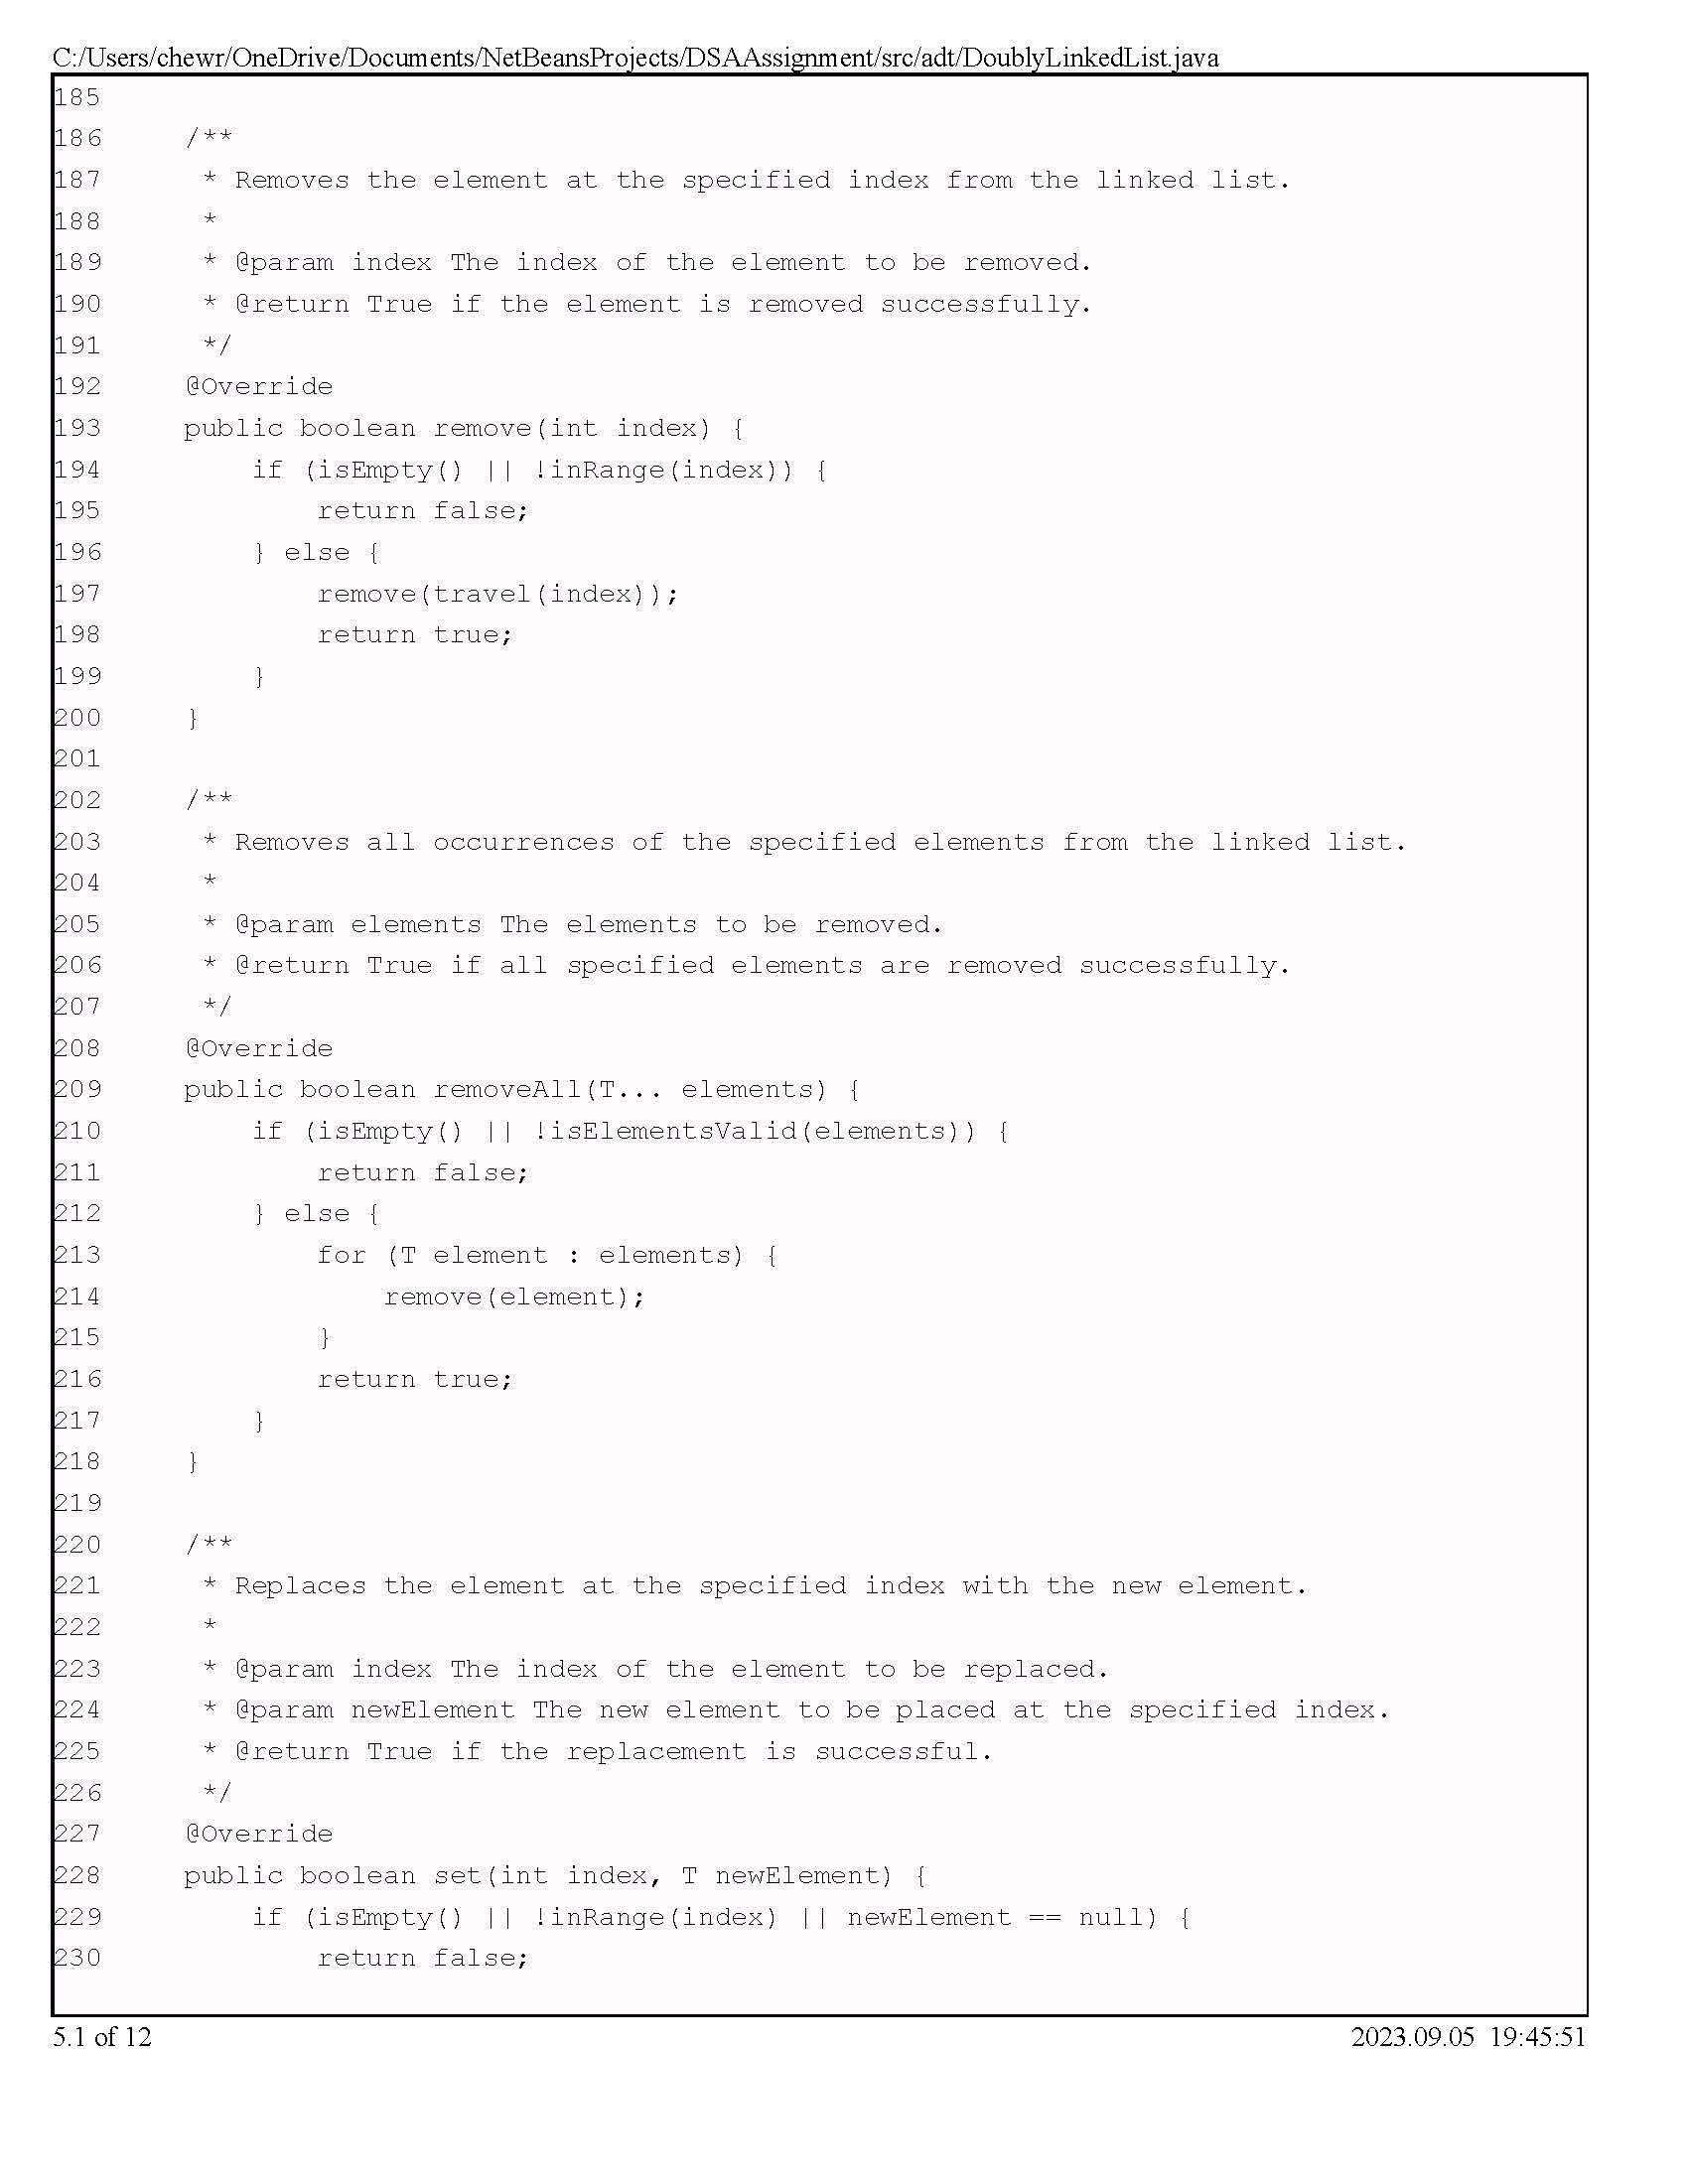 C:/Users/chewr/OneDrive/Documents/NetBeansProjects/DSAAssignment/src/adt/DoublyLinkedList.java
185
186     /**
187      * Removes the element at the specified index from the linked list.
188      *
189      * @param index The index of the element to be removed.
190      * @return True if the element is removed successfully.
191      */
192     @Override
193     public boolean remove(int index) {
194         if (isEmpty() || !inRange(index)) {
195             return false;
196         } else {
197             remove(travel(index));
198             return true;
199         }
200     }
201
202     /**
203      * Removes all occurrences of the specified elements from the linked list.
204      *
205      * @param elements The elements to be removed.
206      * @return True if all specified elements are removed successfully.
207      */
208     @Override
209     public boolean removeAll(T... elements) {
210         if (isEmpty() || !isElementsValid(elements)) {
211             return false;
212         } else {
213             for (T element : elements) {
214                 remove(element);
215             }
216             return true;
217         }
218     }
219
220     /**
221      * Replaces the element at the specified index with the new element.
222      *
223      * @param index The index of the element to be replaced.
224      * @param newElement The new element to be placed at the specified index.
225      * @return True if the replacement is successful.
226      */
227     @Override
228     public boolean set(int index, T newElement) {
229         if (isEmpty() || !inRange(index) || newElement == null) {
230             return false;
5.1 of 12
2023.09.05 19:45:51